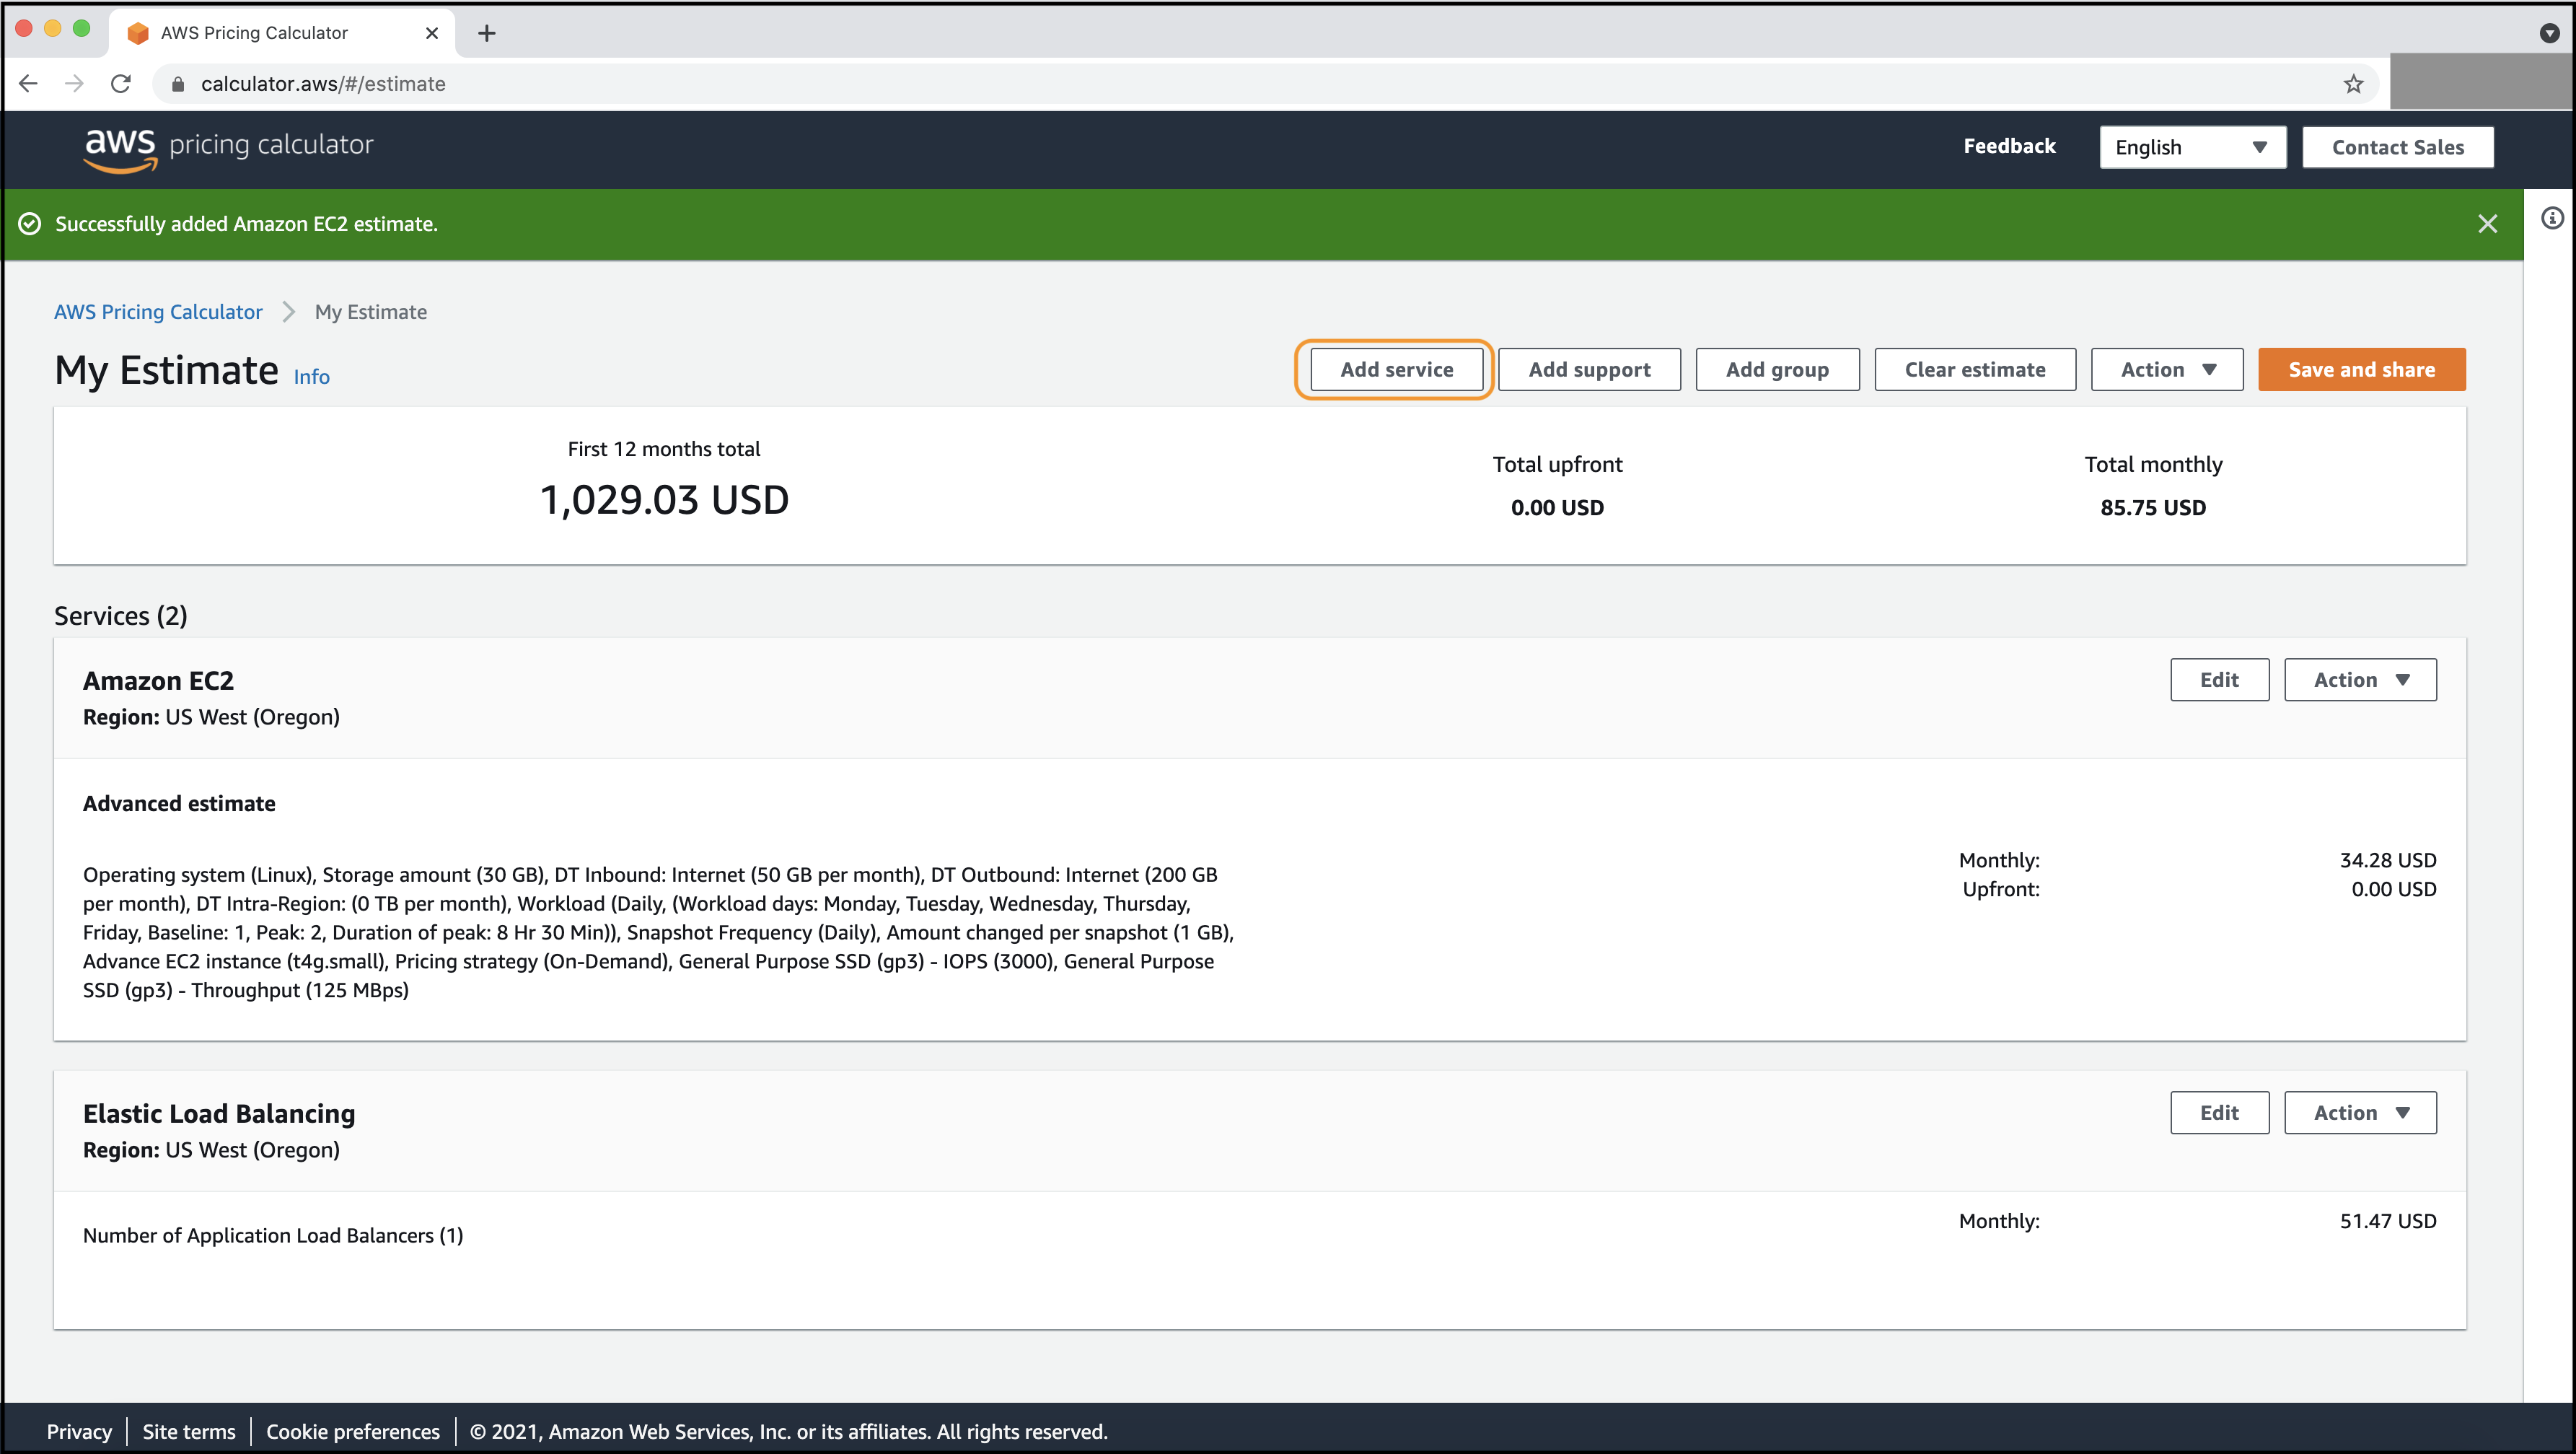 AWS Pricing Calculator
calculator.aws/#/estimate
aws pricing calculator
Feedback
English
Contact Sales
Successfully added Amazon EC2 estimate.
AWS Pricing Calculator
My Estimate
My Estimate Info
Add service
Add support
Add group
Clear estimate
Action
Save and share
First 12 months total
1,029.03 USD
Total upfront
0.00 USD
Total monthly
85.75 USD
Services (2)
Amazon EC2
Region: US West (Oregon)
Edit
Action
Advanced estimate
Operating system (Linux), Storage amount (30 GB), DT Inbound: Internet (50 GB per month), DT Outbound: Internet (200 GB
per month), DT Intra-Region: (0 TB per month), Workload (Daily, (Workload days: Monday, Tuesday, Wednesday, Thursday,
Friday, Baseline: 1, Peak: 2, Duration of peak: 8 Hr 30 Min)), Snapshot Frequency (Daily), Amount changed per snapshot (1 GB),
Advance EC2 instance (t4g.small), Pricing strategy (On-Demand), General Purpose SSD (gp3) - IOPS (3000), General Purpose
SSD (gp3) - Throughput (125 MBps)
Monthly: 34.28 USD
Upfront: 0.00 USD
Elastic Load Balancing
Region: US West (Oregon)
Edit
Action
Number of Application Load Balancers (1)
Monthly: 51.47 USD
Privacy
Site terms
Cookie preferences
© 2021, Amazon Web Services, Inc. or its affiliates. All rights reserved.